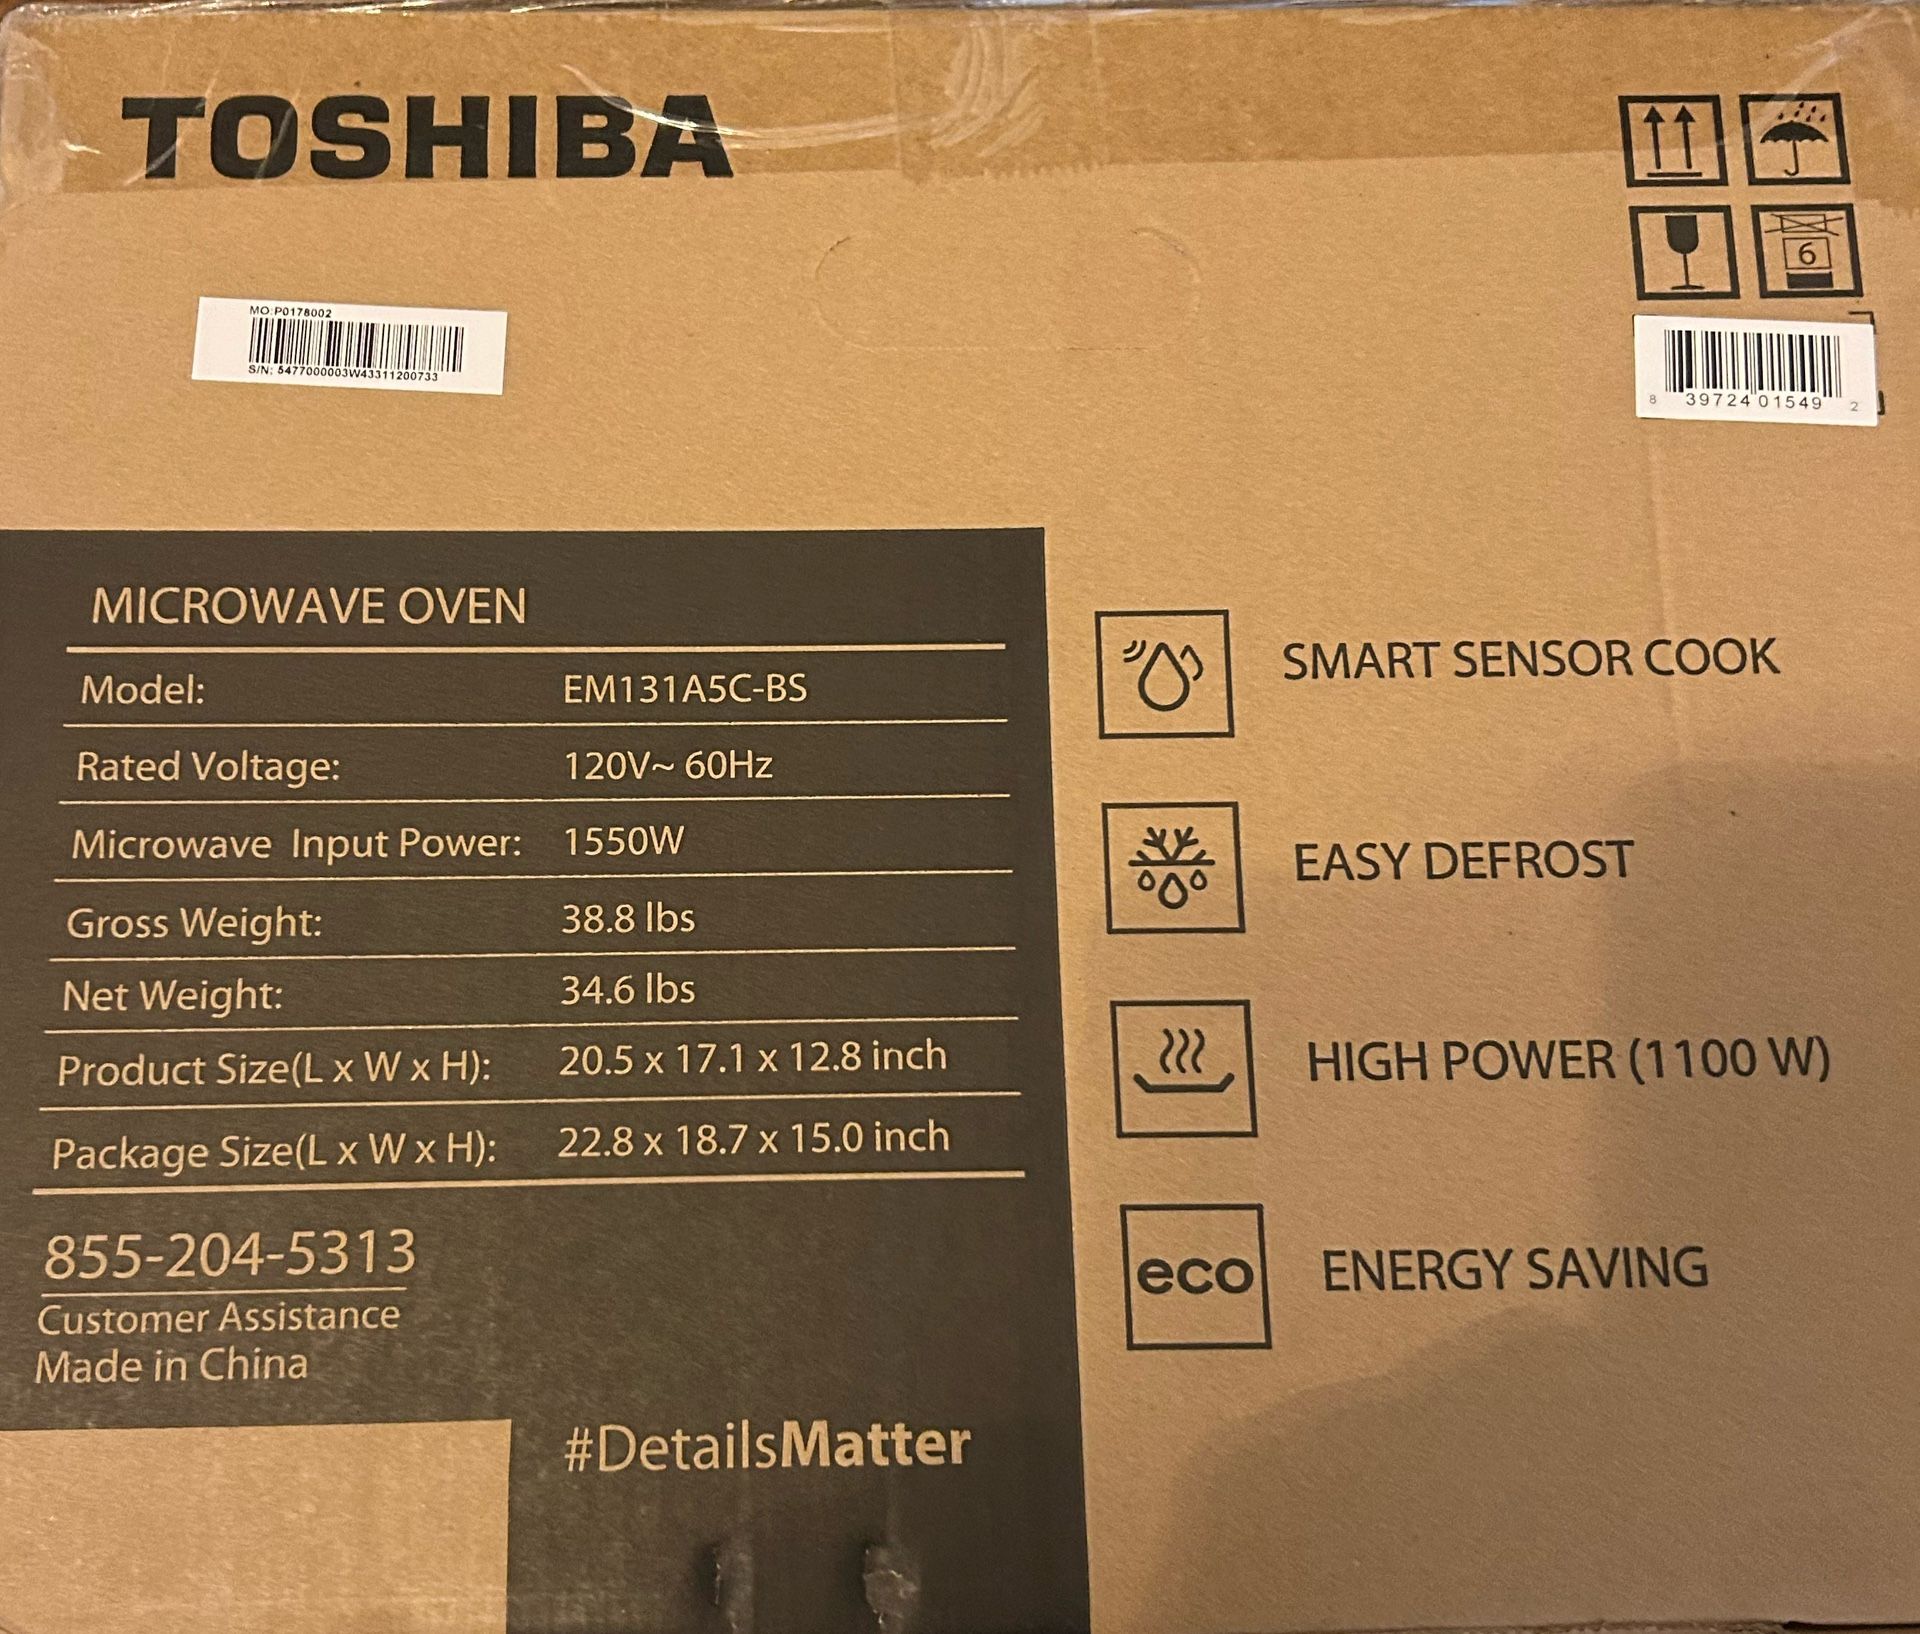 TOSHIBA
6
MO:P0178002
S/N: 5477000003W43311200733
8 39724 01549 2
MICROWAVE OVEN
Model: EM131A5C-BS
Rated Voltage: 120V~ 60Hz
Microwave Input Power: 1550W
Gross Weight: 38.8 lbs
Net Weight: 34.6 lbs
Product Size(L x W x H): 20.5 x 17.1 x 12.8 inch
Package Size(L x W x H): 22.8 x 18.7 x 15.0 inch
855-204-5313
Customer Assistance
Made in China
#DetailsMatter
SMART SENSOR COOK
EASY DEFROST
HIGH POWER (1100 W)
eco ENERGY SAVING